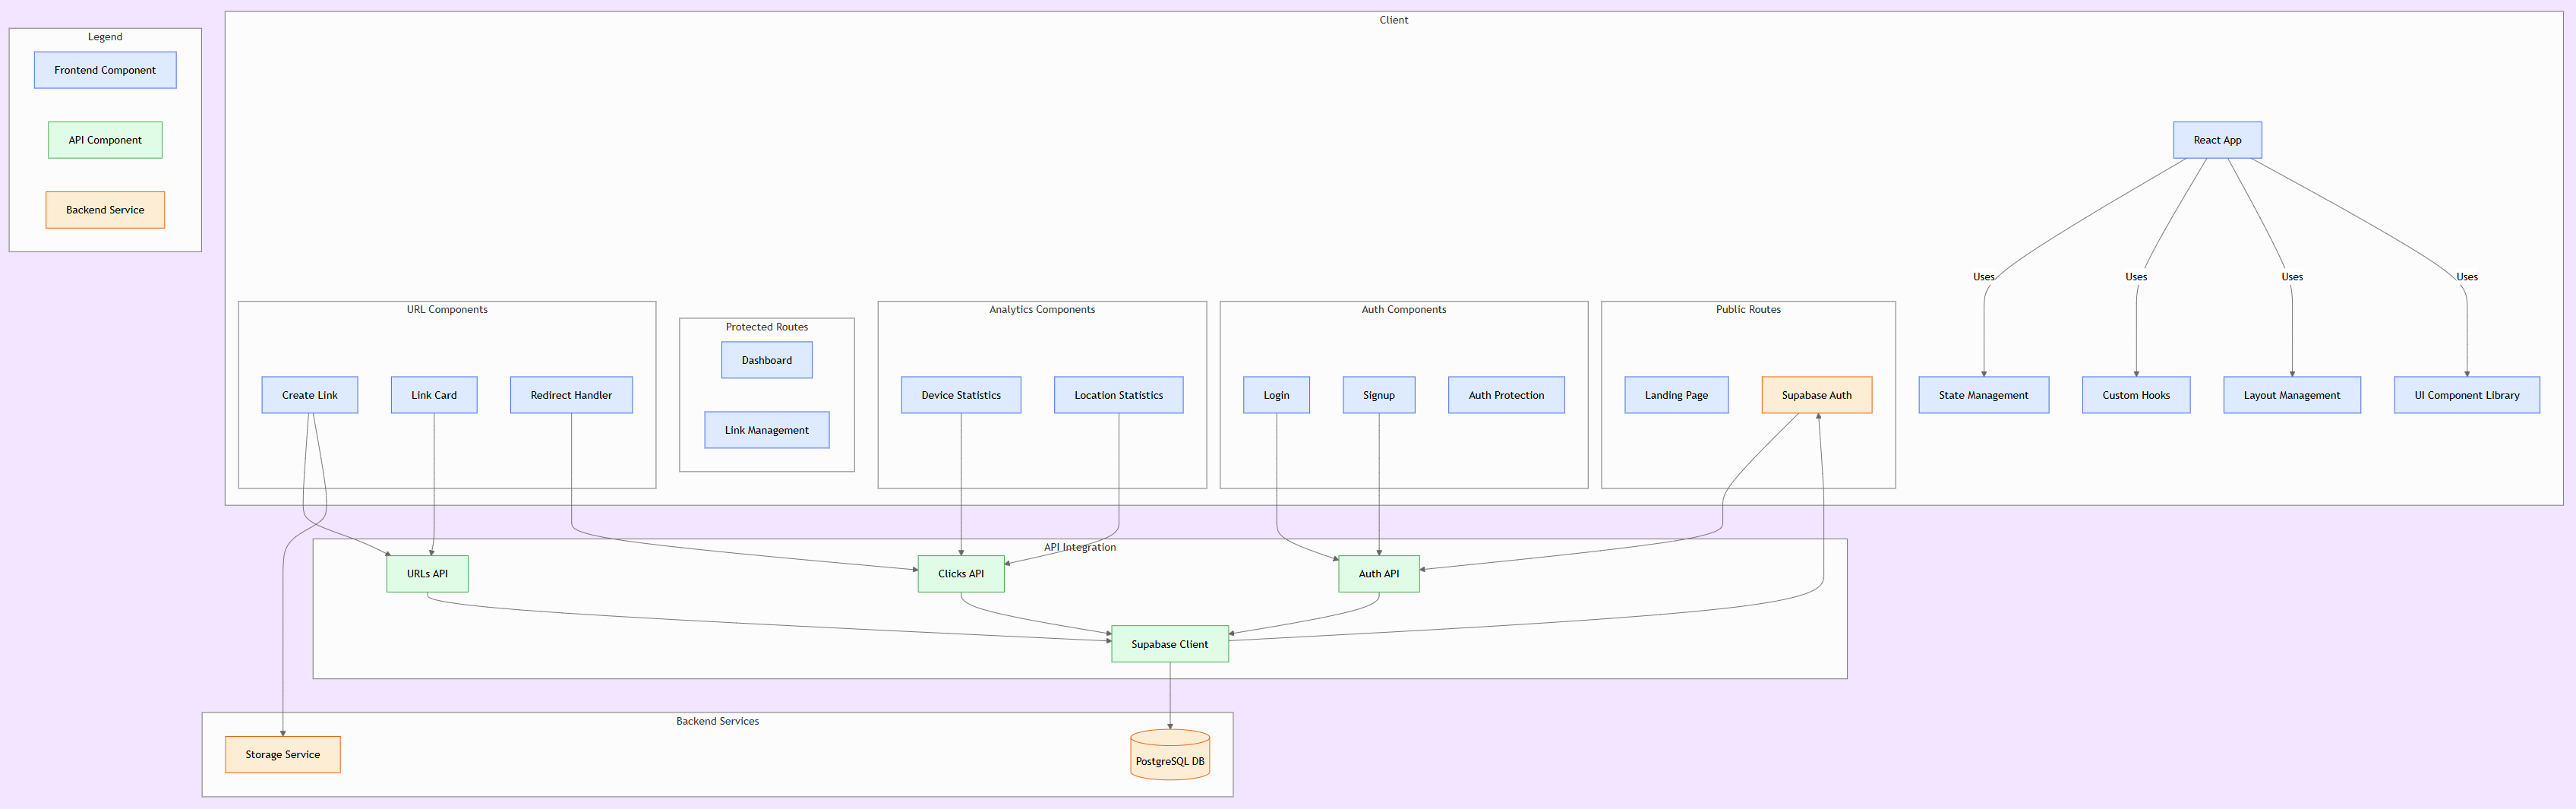 Legend
Frontend Component
API Component
Backend Service
Client
React App
Uses
Uses
Uses
Uses
URL Components
Create Link
Link Card
Redirect Handler
Protected Routes
Dashboard
Link Management
Analytics Components
Device Statistics
Location Statistics
Auth Components
Login
Signup
Auth Protection
Public Routes
Landing Page
Supabase Auth
State Management
Custom Hooks
Layout Management
UI Component Library
API Integration
URLs API
Clicks API
Auth API
Supabase Client
Backend Services
Storage Service
PostgreSQL DB